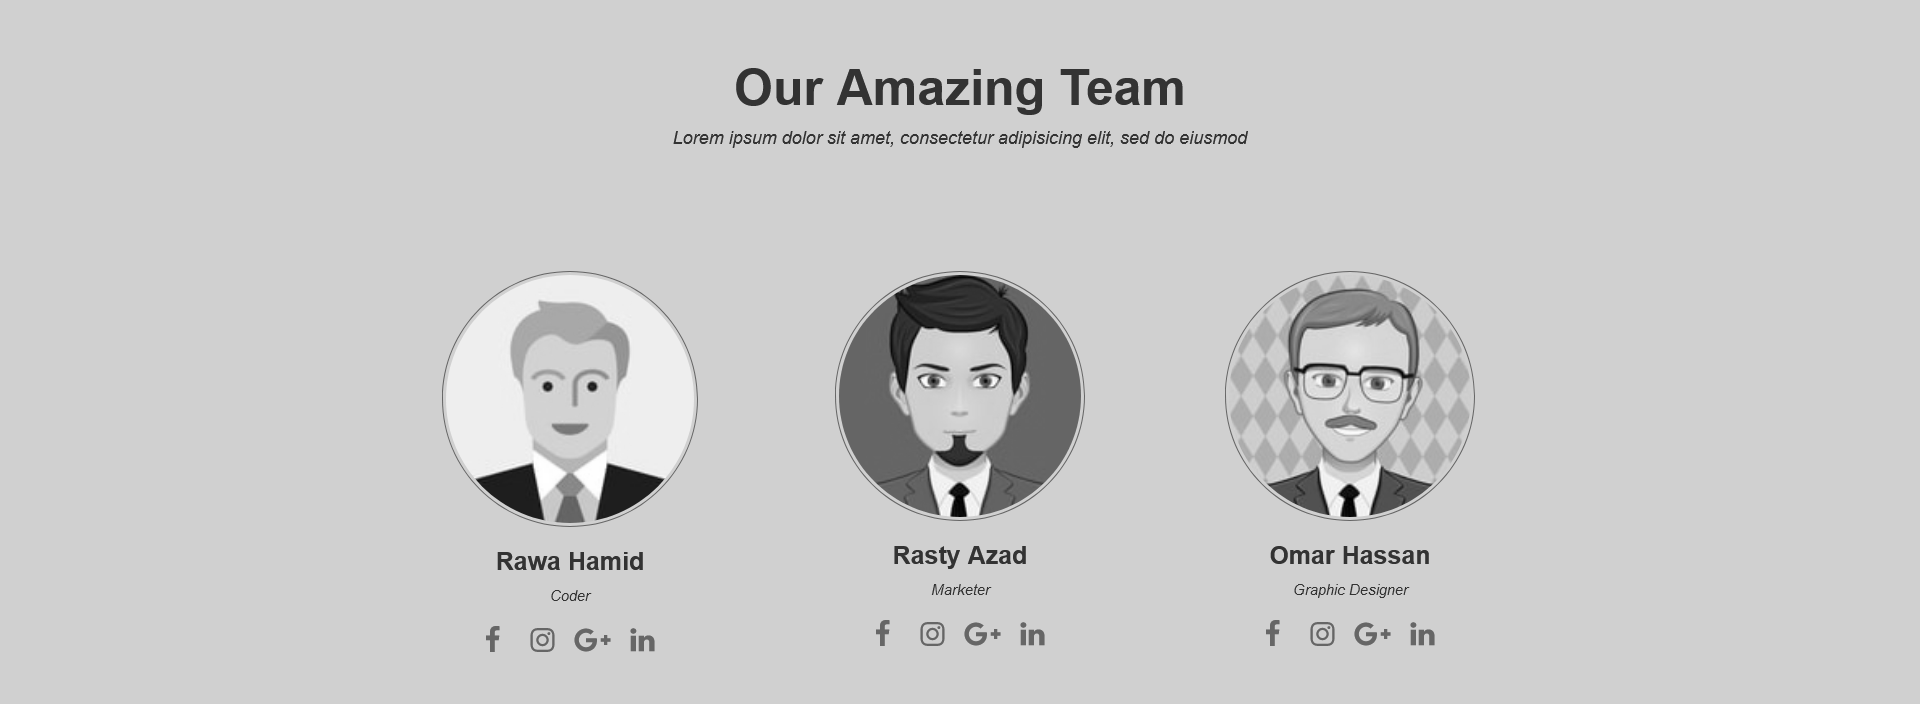 Our Amazing Team
Lorem ipsum dolor sit amet, consectetur adipisicing elit, sed do eiusmod
Rawa Hamid
Coder
Rasty Azad
Marketer
Omar Hassan
Graphic Designer